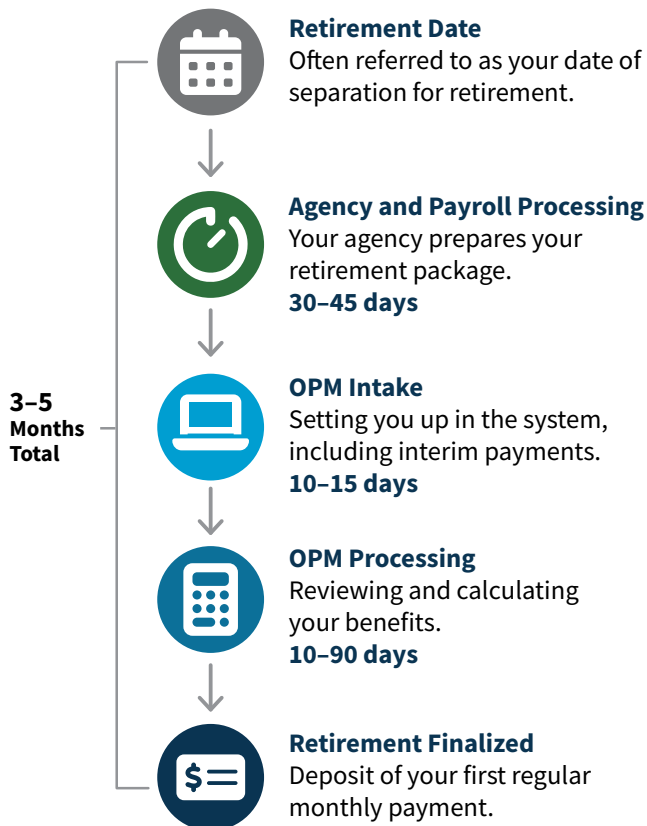 Retirement Date
Often referred to as your date of
separation for retirement.
Agency and Payroll Processing
Your agency prepares your
retirement package.
30–45 days
3–5
Months
Total
OPM Intake
Setting you up in the system,
including interim payments.
10–15 days
OPM Processing
Reviewing and calculating
your benefits.
10–90 days
$
Retirement Finalized
Deposit of your first regular
monthly payment.